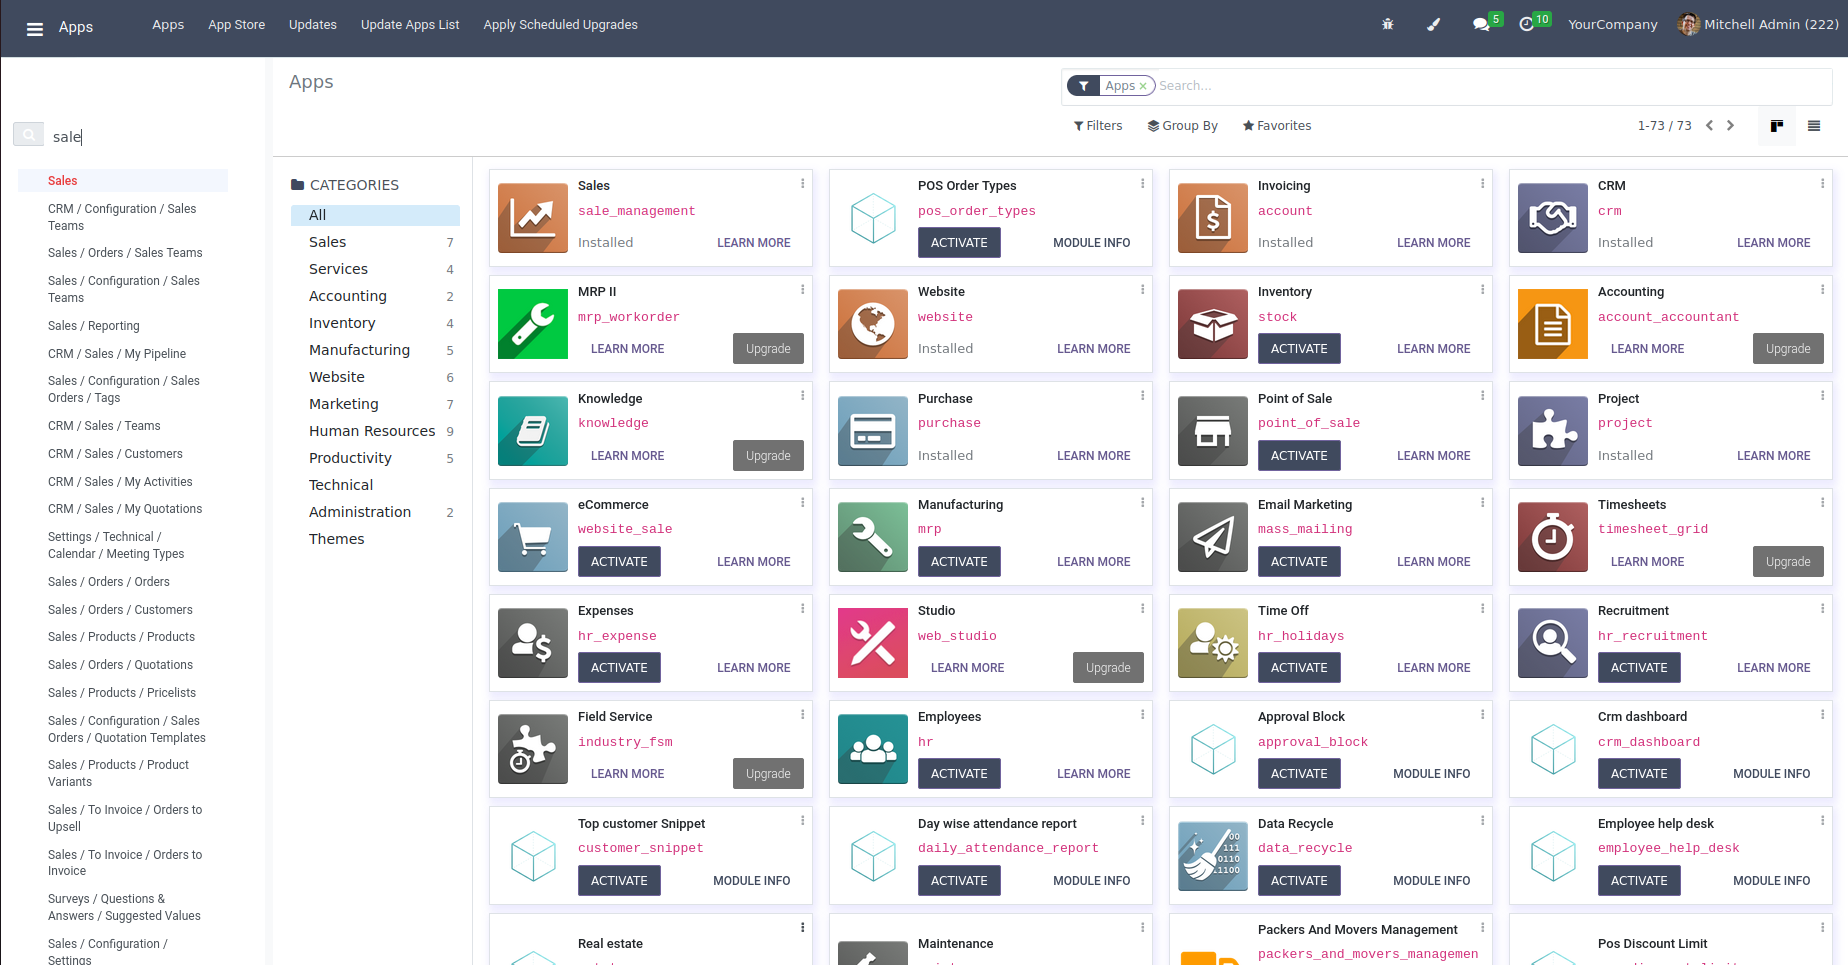 Apps
Apps
App Store
Updates
Update Apps List
Apply Scheduled Upgrades
5
10
YourCompany
Mitchell Admin (222)
sale
Sales
CRM / Configuration / Sales
Teams
Sales / Orders / Sales Teams
Sales / Configuration / Sales
Teams
Sales / Reporting
CRM / Sales / My Pipeline
Sales / Configuration / Sales
Orders / Tags
CRM / Sales / Teams
CRM / Sales / Customers
CRM / Sales / My Activities
CRM / Sales / My Quotations
Settings / Technical /
Calendar / Meeting Types
Sales / Orders / Orders
Sales / Orders / Customers
Sales / Products / Products
Sales / Orders / Quotations
Sales / Products / Pricelists
Sales / Configuration / Sales
Orders / Quotation Templates
Sales / Products / Product
Variants
Sales / To Invoice / Orders to
Upsell
Sales / To Invoice / Orders to
Invoice
Surveys / Questions &
Answers / Suggested Values
Sales / Configuration /
Settings
Apps
Apps × Search...
Filters
Group By
Favorites
1-73 / 73
CATEGORIES
All
Sales 7
Services 4
Accounting 2
Inventory 4
Manufacturing 5
Website 6
Marketing 7
Human Resources 9
Productivity 5
Technical
Administration 2
Themes
Sales
sale_management
Installed LEARN MORE
POS Order Types
pos_order_types
ACTIVATE MODULE INFO
Invoicing
account
Installed LEARN MORE
CRM
crm
Installed LEARN MORE
MRP II
mrp_workorder
LEARN MORE Upgrade
Website
website
Installed LEARN MORE
Inventory
stock
ACTIVATE LEARN MORE
Accounting
account_accountant
LEARN MORE Upgrade
Knowledge
knowledge
LEARN MORE Upgrade
Purchase
purchase
Installed LEARN MORE
Point of Sale
point_of_sale
ACTIVATE LEARN MORE
Project
project
Installed LEARN MORE
eCommerce
website_sale
ACTIVATE LEARN MORE
Manufacturing
mrp
ACTIVATE LEARN MORE
Email Marketing
mass_mailing
ACTIVATE LEARN MORE
Timesheets
timesheet_grid
LEARN MORE Upgrade
Expenses
hr_expense
ACTIVATE LEARN MORE
Studio
web_studio
LEARN MORE Upgrade
Time Off
hr_holidays
ACTIVATE LEARN MORE
Recruitment
hr_recruitment
ACTIVATE LEARN MORE
Field Service
industry_fsm
LEARN MORE Upgrade
Employees
hr
ACTIVATE LEARN MORE
Approval Block
approval_block
ACTIVATE MODULE INFO
Crm dashboard
crm_dashboard
ACTIVATE MODULE INFO
Top customer Snippet
customer_snippet
ACTIVATE MODULE INFO
Day wise attendance report
daily_attendance_report
ACTIVATE MODULE INFO
00
111
0110
11100
Data Recycle
data_recycle
ACTIVATE MODULE INFO
Employee help desk
employee_help_desk
ACTIVATE MODULE INFO
Real estate
Maintenance
Packers And Movers Management
packers_and_movers_managemen
Pos Discount Limit